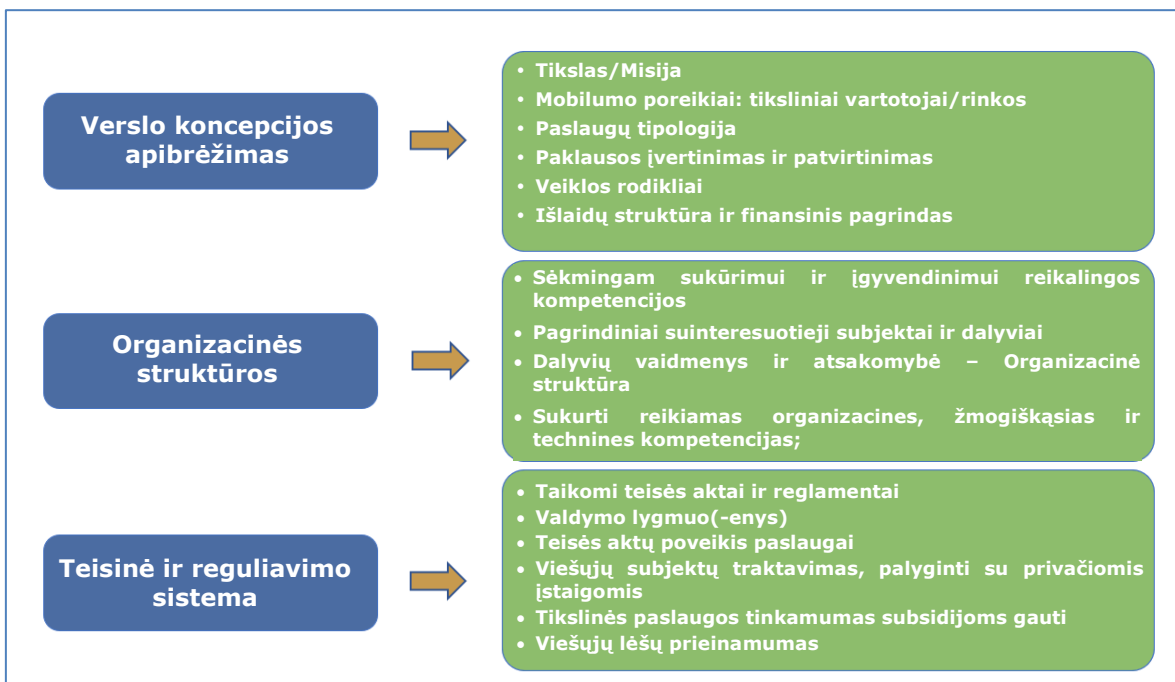 Verslo koncepcijos
apibrėžimas
• Tikslas/Misija
• Mobilumo poreikiai: tiksliniai vartotojai/rinkos
• Paslaugų tipologija
• Paklausos įvertinimas ir patvirtinimas
• Veiklos rodikliai
• Išlaidų struktūra ir finansinis pagrindas
Organizacinės
struktūros
• Sėkmingam sukūrimui ir įgyvendinimui reikalingos
kompetencijos
• Pagrindiniai suinteresuotieji subjektai ir dalyviai
• Dalyvių vaidmenys ir atsakomybė – Organizacinė
struktūra
• Sukurti reikiamas organizacines, žmogiškąsias ir
technines kompetencijas;
Teisinė ir reguliavimo
sistema
• Taikomi teisės aktai ir reglamentai
• Valdymo lygmuo(-enys)
• Teisės aktų poveikis paslaugai
• Viešųjų subjektų traktavimas, palyginti su privačiomis
įstaigomis
• Tikslinės paslaugos tinkamumas subsidijoms gauti
• Viešųjų lėšų prieinamumas